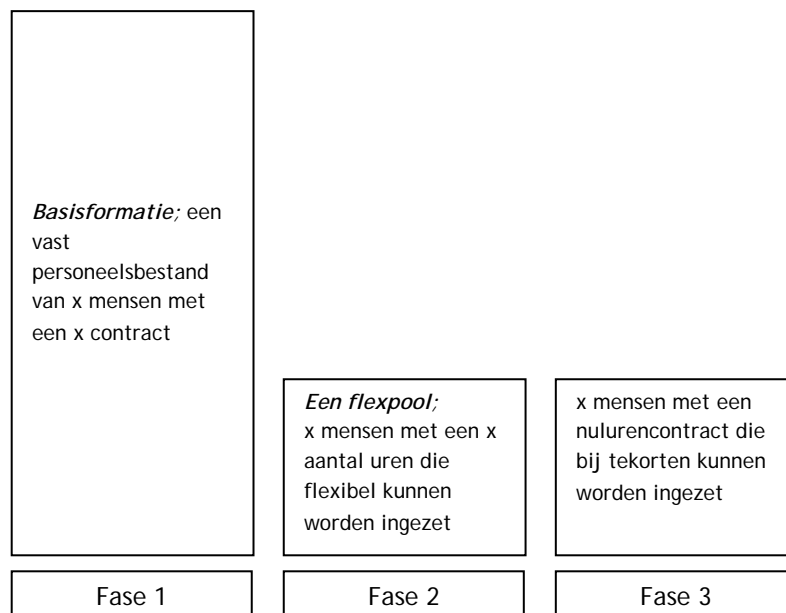 Basisformatie; een
vast
personeelsbestand
van x mensen met
een x contract
Een flexpool;
x mensen met een x
aantal uren die
flexibel kunnen
worden ingezet
x mensen met een
nulurencontract die
bij tekorten kunnen
worden ingezet
Fase 1
Fase 2
Fase 3